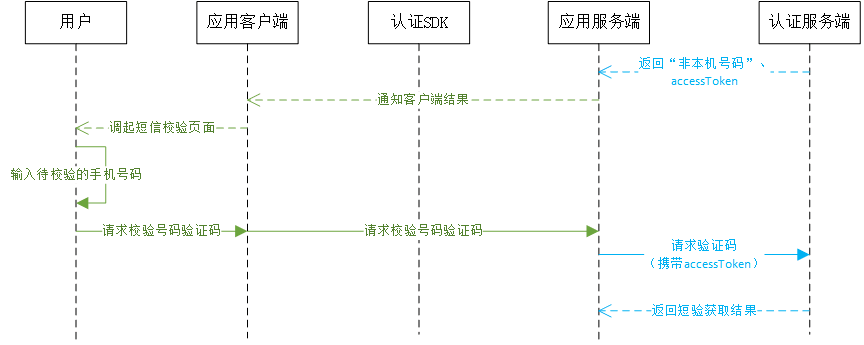 用户
应用客户端
认证SDK
应用服务端
认证服务端
返回“非本机号码”、
accessToken
通知客户端结果
调起短信校验页面
输入待校验的手机号码
请求校验号码验证码
请求校验号码验证码
请求验证码
（携带accessToken）
返回短验获取结果